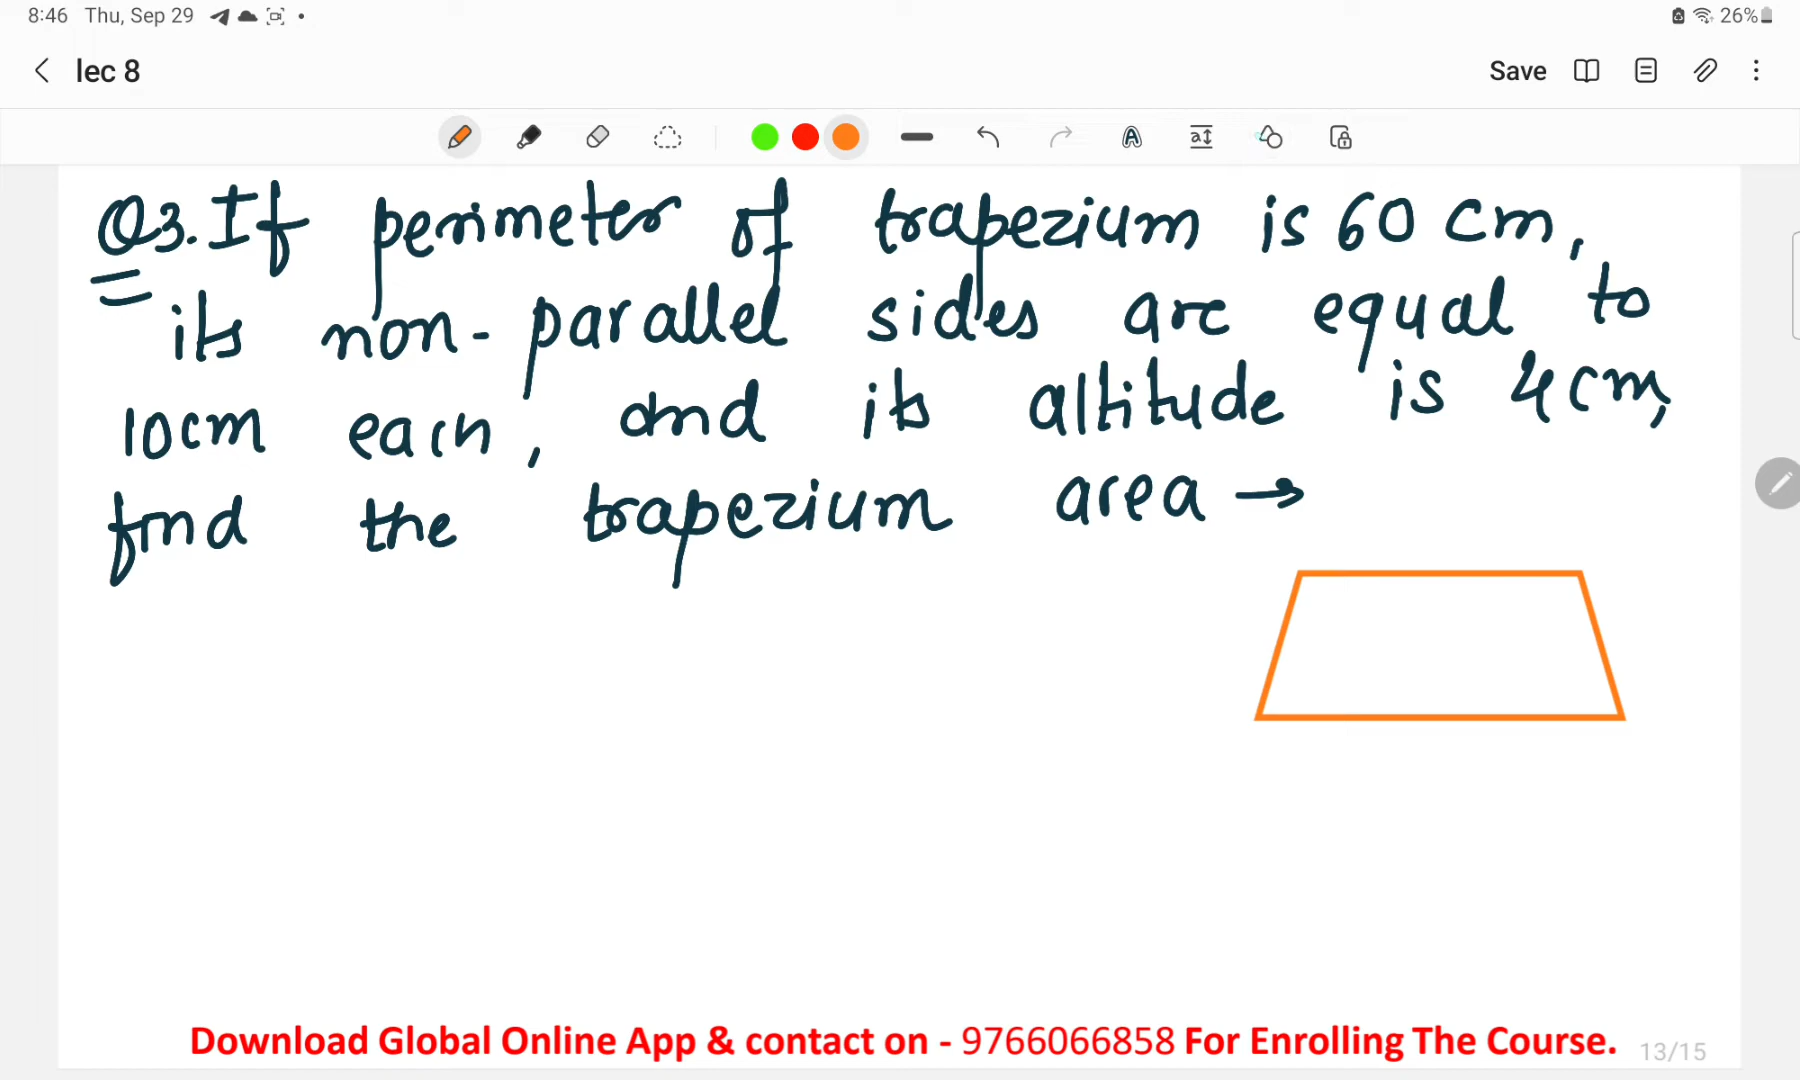 8:46 Thu, Sep 29 • 26%
lec 8 Save
A a
Q3. If perimeter of trapezium is 60 cm,
its non-parallel sides are equal to
10cm each, and its altitude is 4cm,
find the trapezium area →
Download Global Online App & contact on - 9766066858 For Enrolling The Course.
13/15